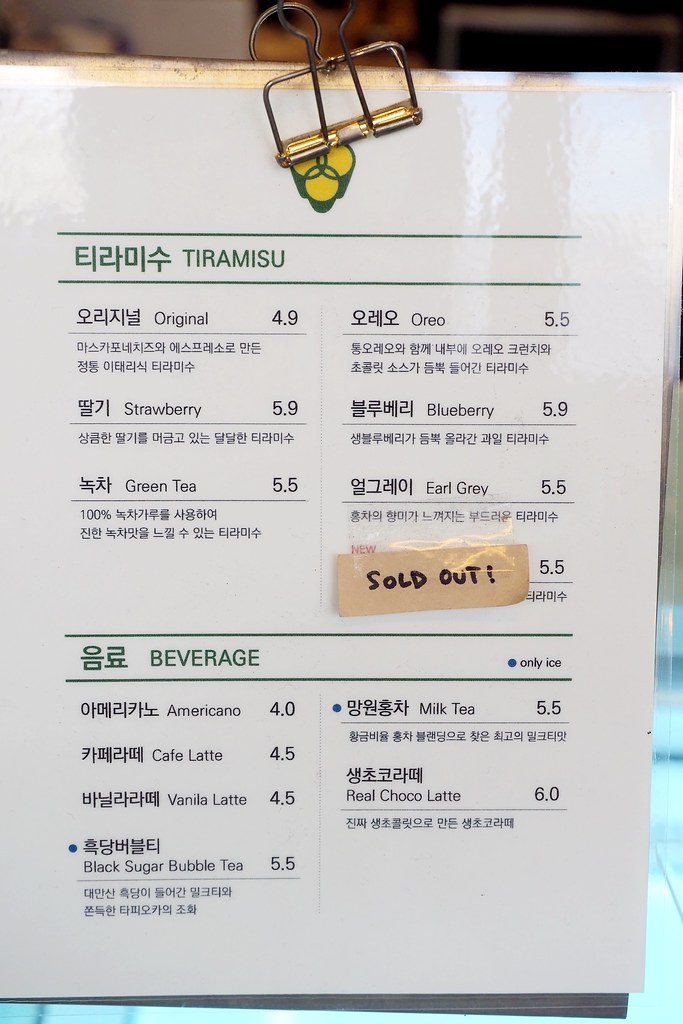 티라미수 TIRAMISU
오리지널 Original 4.9
마스카포네치즈와 에스프레소로 만든
정통 이태리식 티라미수
딸기 Strawberry 5.9
상큼한 딸기를 머금고 있는 달달한 티라미수
녹차 Green Tea 5.5
100% 녹차가루를 사용하여
진한 녹차맛을 느낄 수 있는 티라미수
오레오 Oreo 5.5
통오레오와 함께 내부에 오레오 크런치와
초콜릿 소스가 듬뿍 들어간 티라미수
블루베리 Blueberry 5.9
생블루베리가 듬뿍 올라간 과일 티라미수
얼그레이 Earl Grey 5.5
홍차의 향미가 느껴지는 부드러운 티라미수
NEW
SOLD OUT! 5.5
티라미수
음료 BEVERAGE
only ice
아메리카노 Americano 4.0
카페라떼 Cafe Latte 4.5
바닐라라떼 Vanila Latte 4.5
흑당버블티
Black Sugar Bubble Tea 5.5
대만산 흑당이 들어간 밀크티와
쫀득한 타피오카의 조화
망원홍차 Milk Tea 5.5
황금비율 홍차 블랜딩으로 찾은 최고의 밀크티맛
생초코라떼
Real Choco Latte 6.0
진짜 생초콜릿으로 만든 생초코라떼